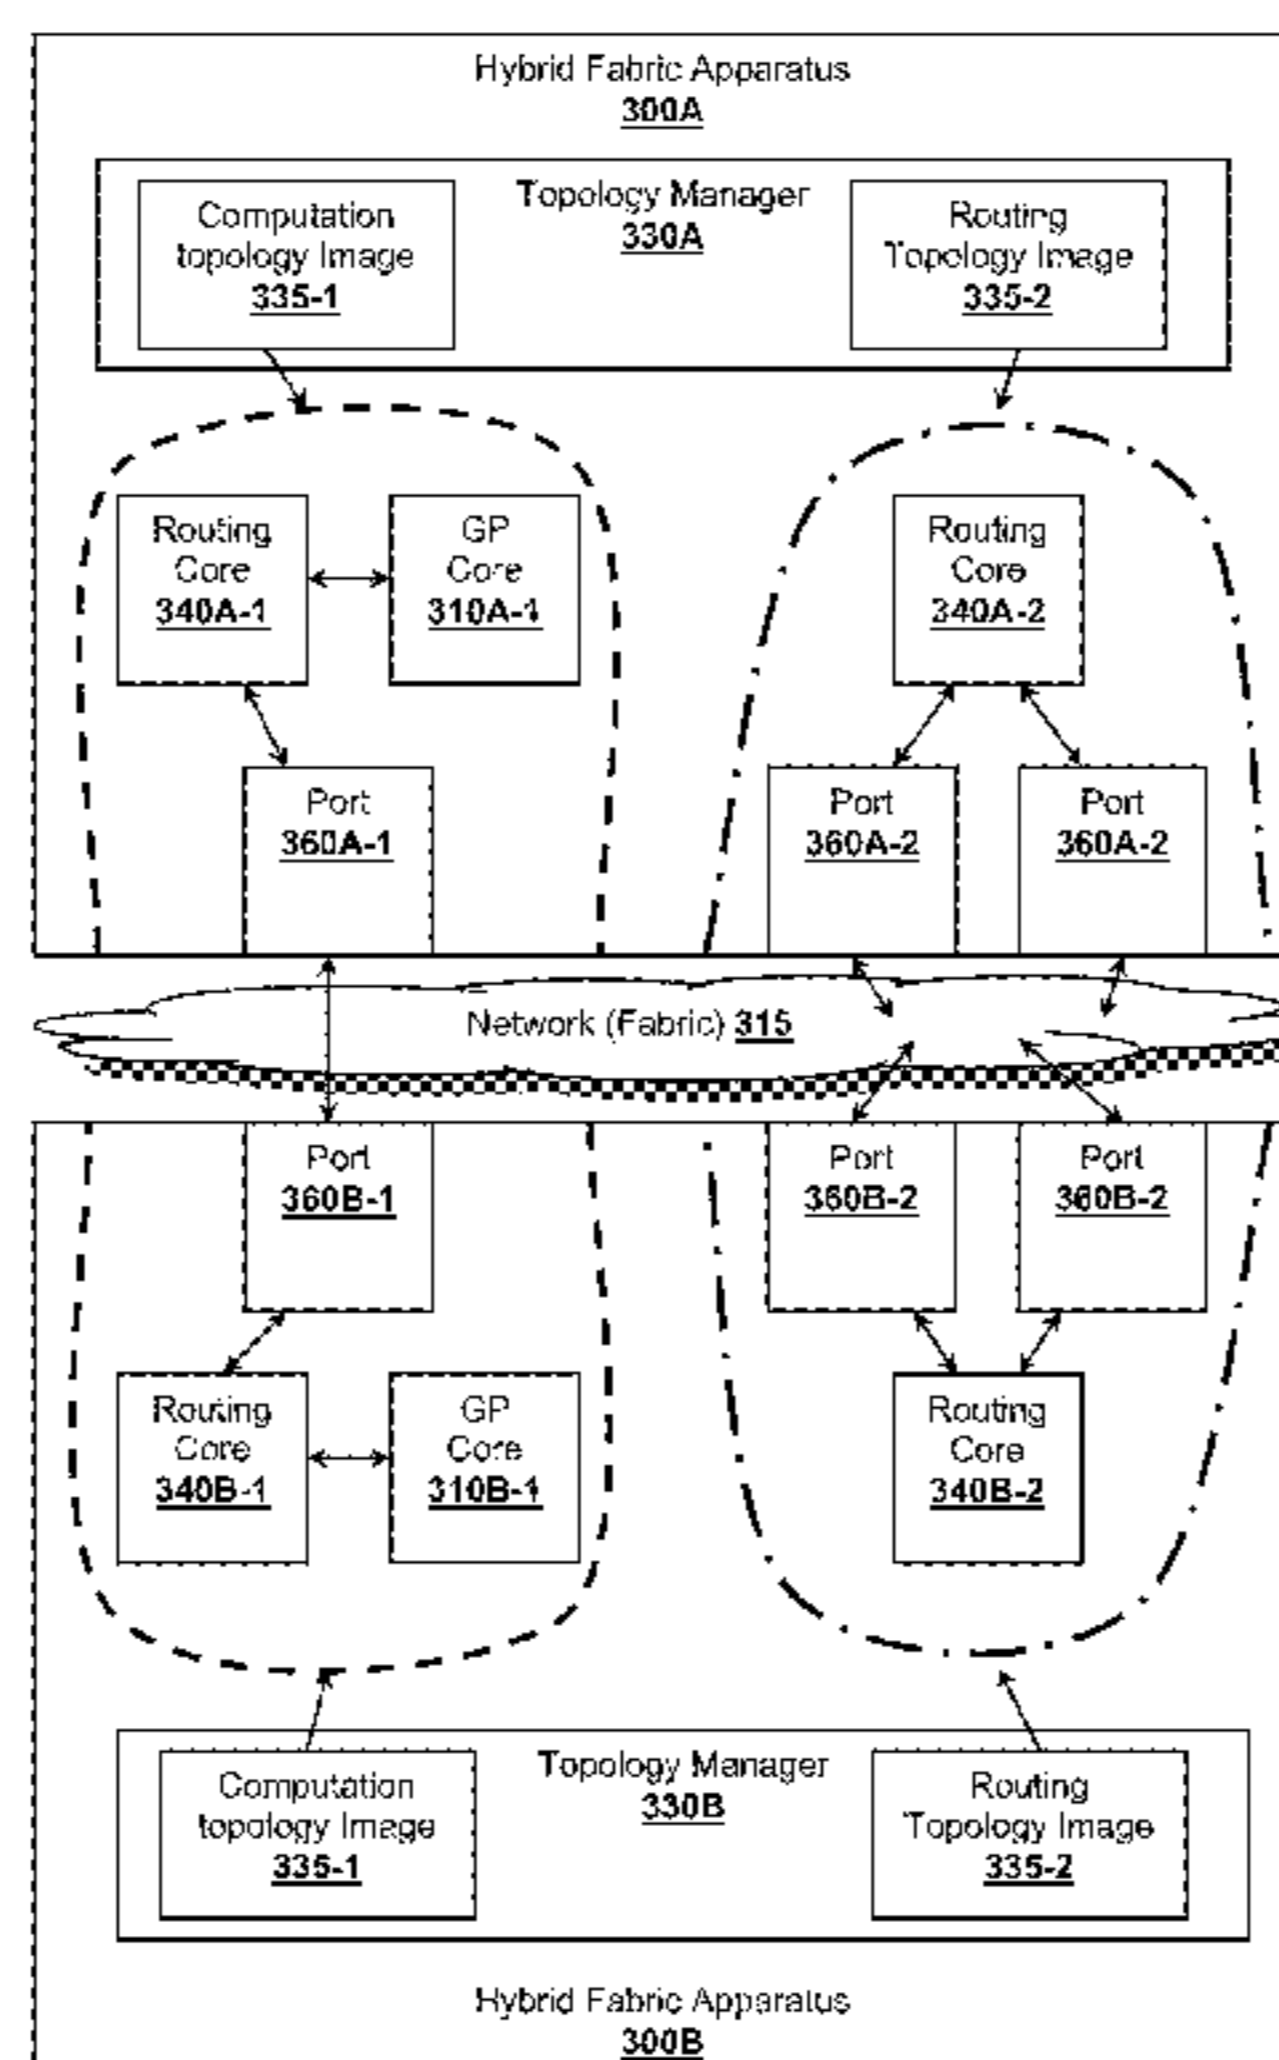 Hybrid Fabric Apparatus
300A
Topology Manager
330A
Computation
topology Image
335-1
Routing
Topology Image
335-2
Routing
Core
340A-1
GP
Core
310A-1
Routing
Core
340A-2
Port
360A-1
Port
360A-2
Port
360A-2
Network (Fabric) 315
Port
360B-1
Port
360B-2
Port
360B-2
Routing
Core
340B-1
GP
Core
310B-1
Routing
Core
340B-2
Topology Manager
330B
Computation
topology Image
335-1
Routing
Topology Image
335-2
Hybrid Fabric Apparatus
300B